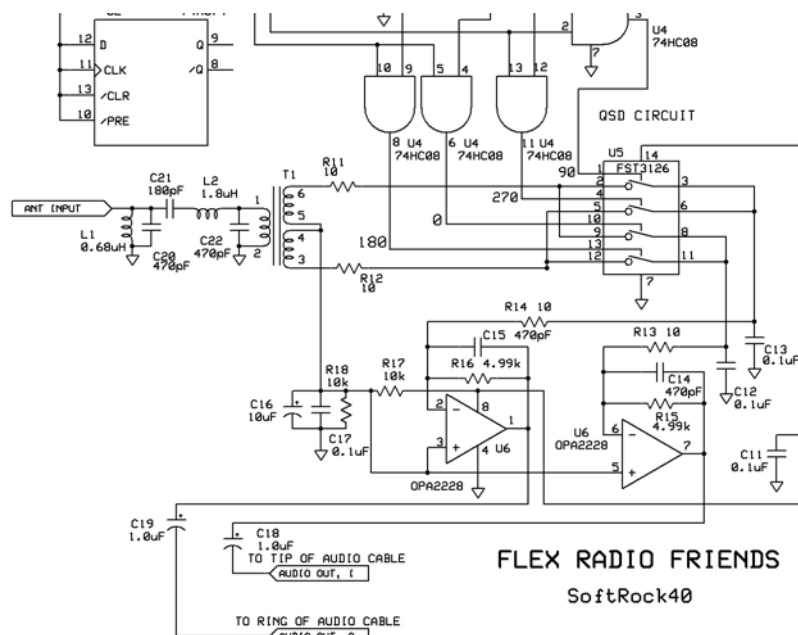 3
U4
74HC08
7
12
D
Q
9
11
CLK
/Q
8
13
/CLR
10
/PRE
10
9
5
4
13
12
QSD CIRCUIT
8
U4
74HC08
6
U4
74HC08
11
U4
74HC08
U5
14
FST3126
90
1
2
3
4
270
5
6
0
10
9
8
180
13
12
11
7
C21
180pF
L2
1.8uH
T1
R11
10
ANT INPUT
1
6
5
L1
0.68uH
C20
470pF
C22
470pF
2
4
3
R12
10
R14 10
C15
470pF
R13 10
C13
0.1uF
R18
10k
R17
10k
R16 4.99k
C14
470pF
C12
0.1uF
C16
10uF
2
8
1
R15
4.99k
C17
0.1uF
3
4
U6
OPA2228
U6
6
OPA2228
7
5
C11
0.1uF
C19
1.0uF
C18
1.0uF
TO TIP OF AUDIO CABLE
AUDIO OUT, I
FLEX RADIO FRIENDS
SoftRock40
TO RING OF AUDIO CABLE